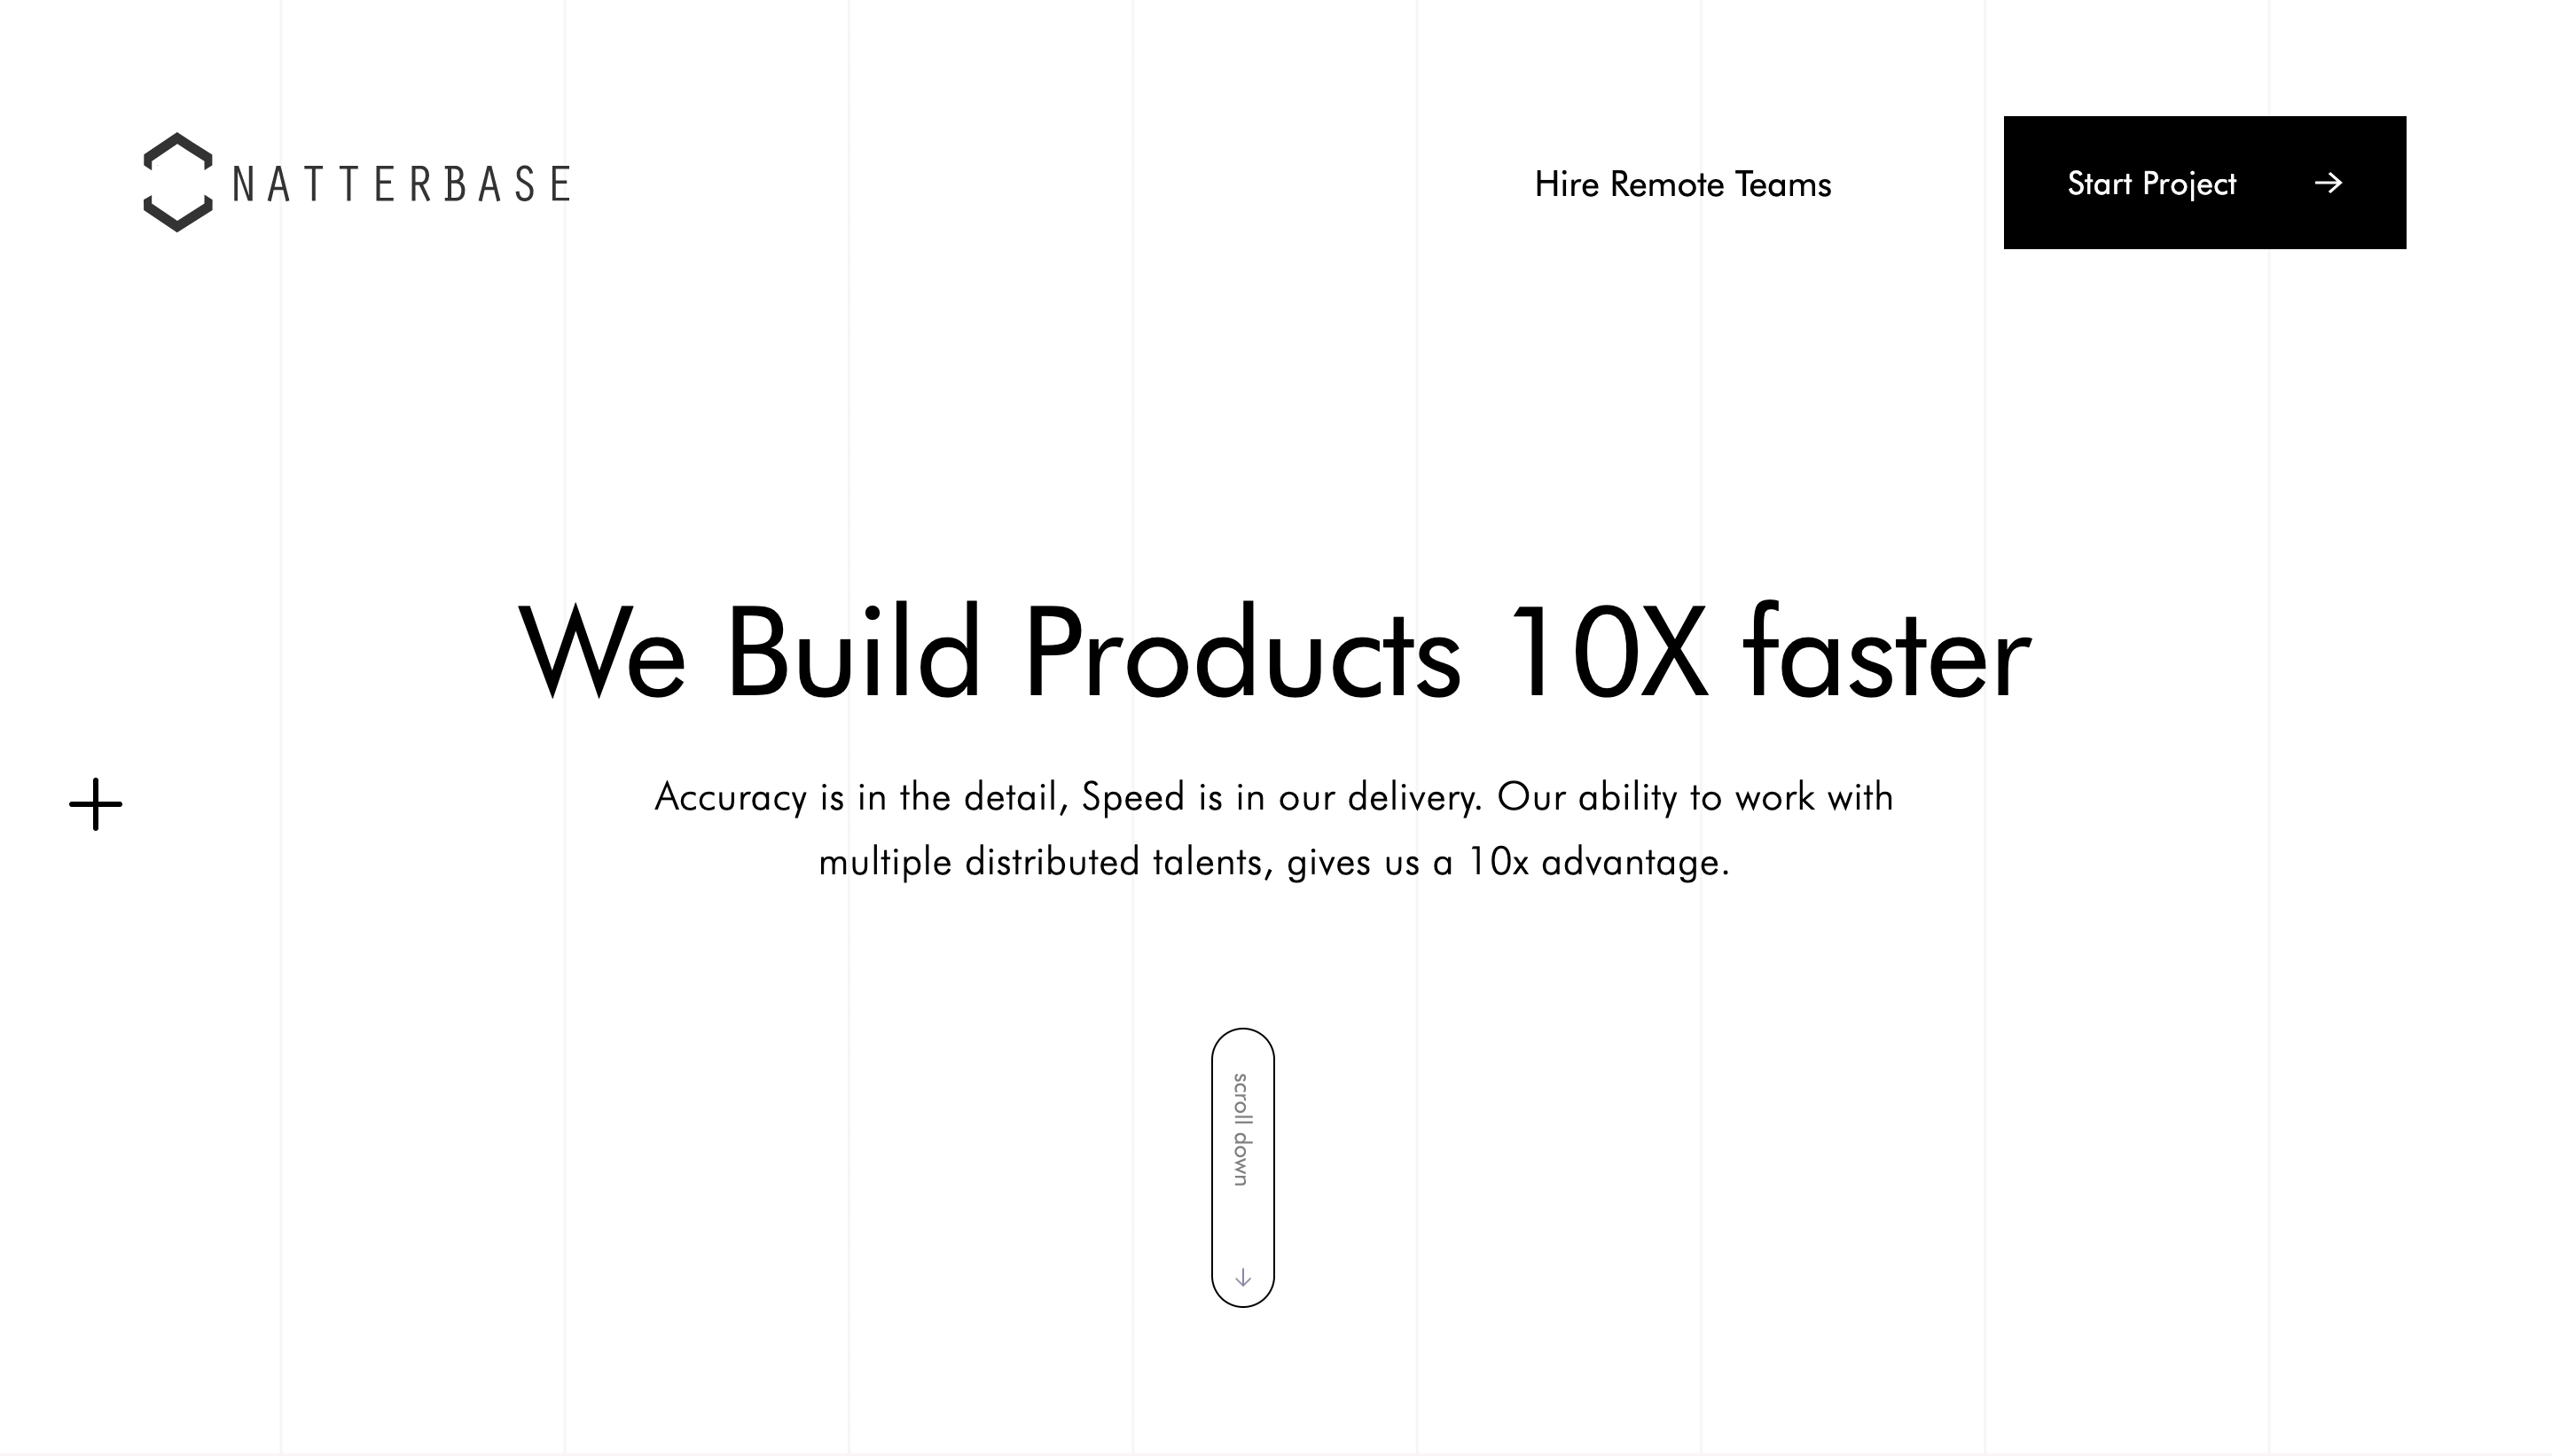 NATTERBASE
Hire Remote Teams
Start Project
We Build Products 10X faster
Accuracy is in the detail, Speed is in our delivery. Our ability to work with
multiple distributed talents, gives us a 10x advantage.
scroll down